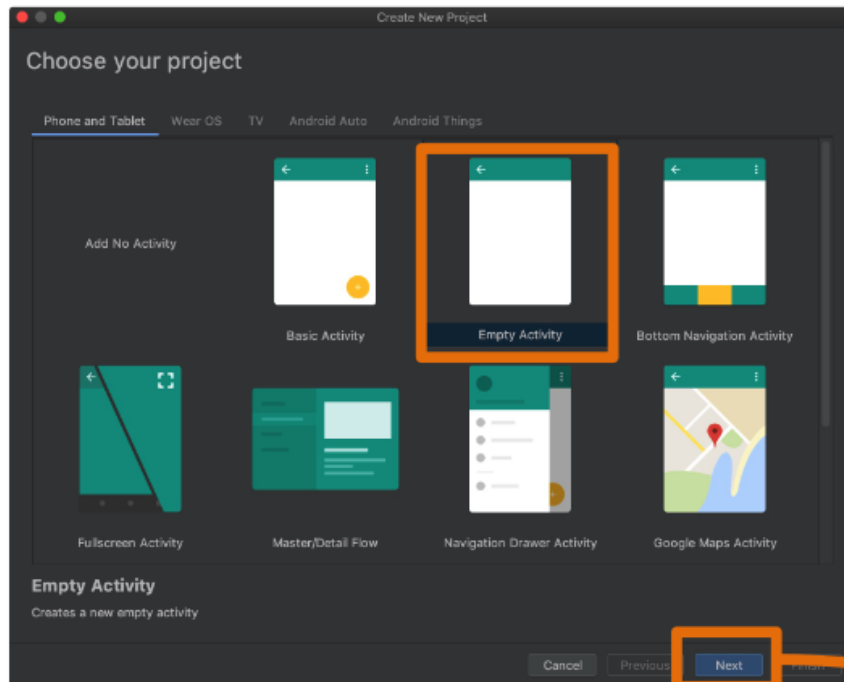 Create New Project
Choose your project
Phone and Tablet Wear OS TV Android Auto Android Things
Add No Activity
Basic Activity
Empty Activity
Bottom Navigation Activity
Fullscreen Activity
Master/Detail Flow
Navigation Drawer Activity
Google Maps Activity
Empty Activity
Creates a new empty activity
Cancel Previous Next